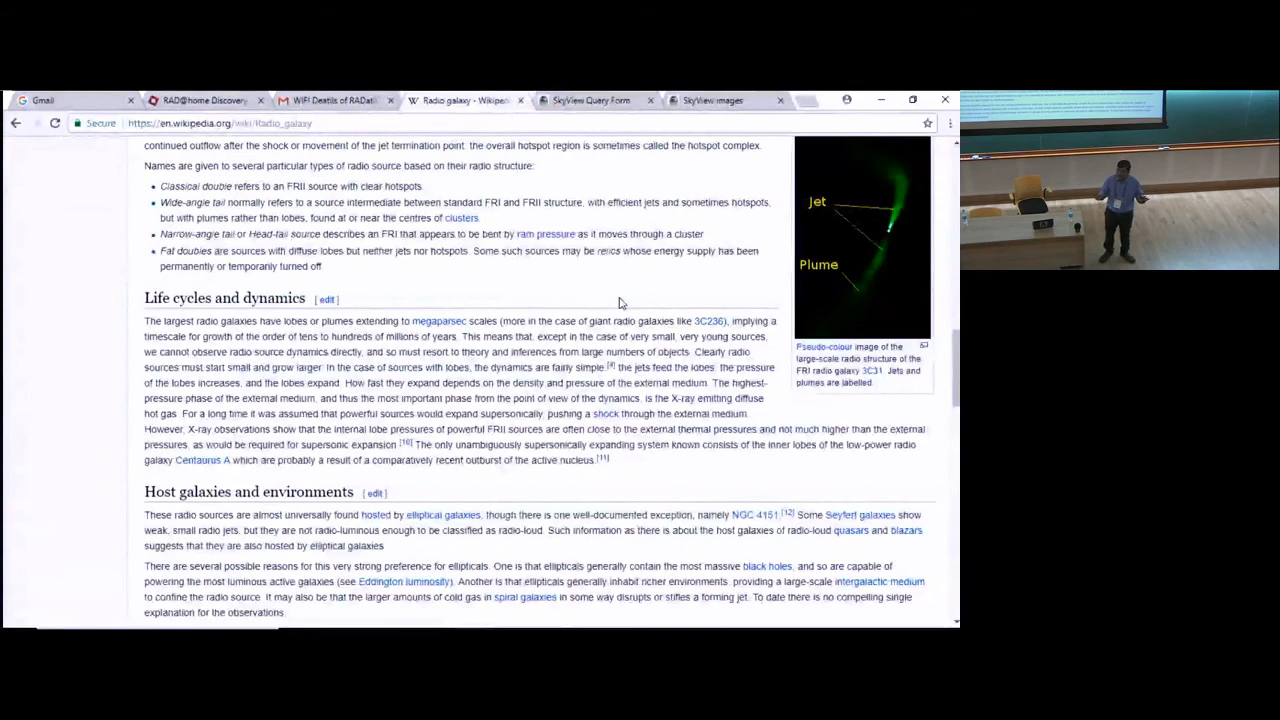 Gmail
RAD@home Discovery
WIFI Deatils of RADati
Radio galaxy - Wikipedi
SkyView Query Form
SkyView images
Secure
https://en.wikipedia.org/wiki/Radio_galaxy
continued outflow after the shock or movement of the jet termination point: the overall hotspot region is sometimes called the hotspot complex.
Names are given to several particular types of radio source based on their radio structure:
• Classical double refers to an FRII source with clear hotspots.
• Wide-angle tail normally refers to a source intermediate between standard FRI and FRII structure, with efficient jets and sometimes hotspots,
but with plumes rather than lobes, found at or near the centres of clusters.
• Narrow-angle tail or Head-tail source describes an FRI that appears to be bent by ram pressure as it moves through a cluster.
• Fat doubles are sources with diffuse lobes but neither jets nor hotspots. Some such sources may be relics whose energy supply has been
permanently or temporarily turned off.
Jet
Plume
Pseudo-colour image of the
large-scale radio structure of the
FRI radio galaxy 3C31. Jets and
plumes are labelled.
Life cycles and dynamics [ edit ]
The largest radio galaxies have lobes or plumes extending to megaparsec scales (more in the case of giant radio galaxies like 3C236), implying a
timescale for growth of the order of tens to hundreds of millions of years. This means that, except in the case of very small, very young sources,
we cannot observe radio source dynamics directly, and so must resort to theory and inferences from large numbers of objects. Clearly radio
sources must start small and grow larger. In the case of sources with lobes, the dynamics are fairly simple: the jets feed the lobes, the pressure
of the lobes increases, and the lobes expand. How fast they expand depends on the density and pressure of the external medium. The highest-
pressure phase of the external medium, and thus the most important phase from the point of view of the dynamics, is the X-ray emitting diffuse
hot gas. For a long time it was assumed that powerful sources would expand supersonically, pushing a shock through the external medium.
However, X-ray observations show that the internal lobe pressures of powerful FRII sources are often close to the external thermal pressures and not much higher than the external
pressures, as would be required for supersonic expansion.[10] The only unambiguously supersonically expanding system known consists of the inner lobes of the low-power radio
galaxy Centaurus A which are probably a result of a comparatively recent outburst of the active nucleus.[11]
Host galaxies and environments [ edit ]
These radio sources are almost universally found hosted by elliptical galaxies, though there is one well-documented exception, namely NGC 4151.[12] Some Seyfert galaxies show
weak, small radio jets, but they are not radio-luminous enough to be classified as radio-loud. Such information as there is about the host galaxies of radio-loud quasars and blazars
suggests that they are also hosted by elliptical galaxies.
There are several possible reasons for this very strong preference for ellipticals. One is that ellipticals generally contain the most massive black holes, and so are capable of
powering the most luminous active galaxies (see Eddington luminosity). Another is that ellipticals generally inhabit richer environments, providing a large-scale intergalactic medium
to confine the radio source. It may also be that the larger amounts of cold gas in spiral galaxies in some way disrupts or stifles a forming jet. To date there is no compelling single
explanation for the observations.